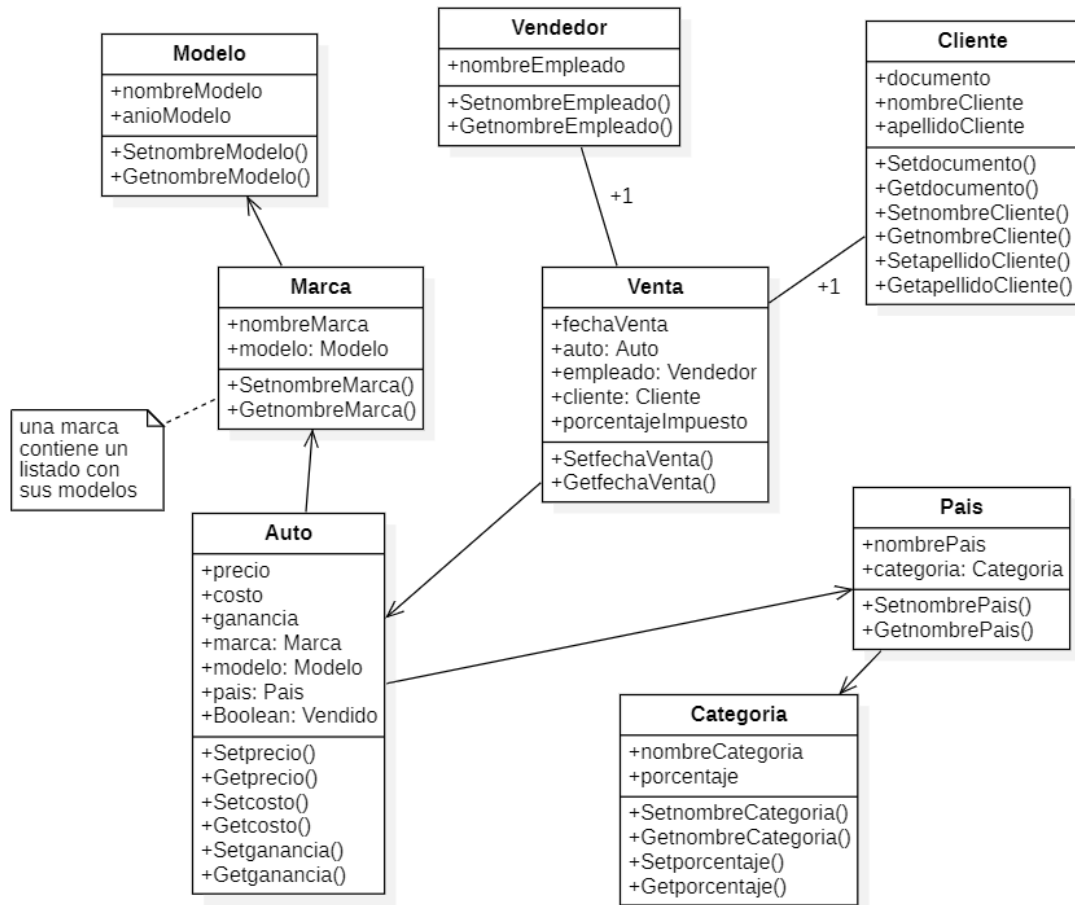 Modelo
+nombreModelo
+anioModelo
+SetnombreModelo()
+GetnombreModelo()
Vendedor
+nombreEmpleado
+SetnombreEmpleado()
+GetnombreEmpleado()
Cliente
+documento
+nombreCliente
+apellidoCliente
+Setdocumento()
+Getdocumento()
+SetnombreCliente()
+GetnombreCliente()
+SetapellidoCliente()
+GetapellidoCliente()
+1
+1
Marca
+nombreMarca
+modelo: Modelo
+SetnombreMarca()
+GetnombreMarca()
Venta
+fechaVenta
+auto: Auto
+empleado: Vendedor
+cliente: Cliente
+porcentajeImpuesto
+SetfechaVenta()
+GetfechaVenta()
una marca
contiene un
listado con
sus modelos
Auto
+precio
+costo
+ganancia
+marca: Marca
+modelo: Modelo
+pais: Pais
+Boolean: Vendido
+Setprecio()
+Getprecio()
+Setcosto()
+Getcosto()
+Setganancia()
+Getganancia()
Pais
+nombrePais
+categoria: Categoria
+SetnombrePais()
+GetnombrePais()
Categoria
+nombreCategoria
+porcentaje
+SetnombreCategoria()
+GetnombreCategoria()
+Setporcentaje()
+Getporcentaje()